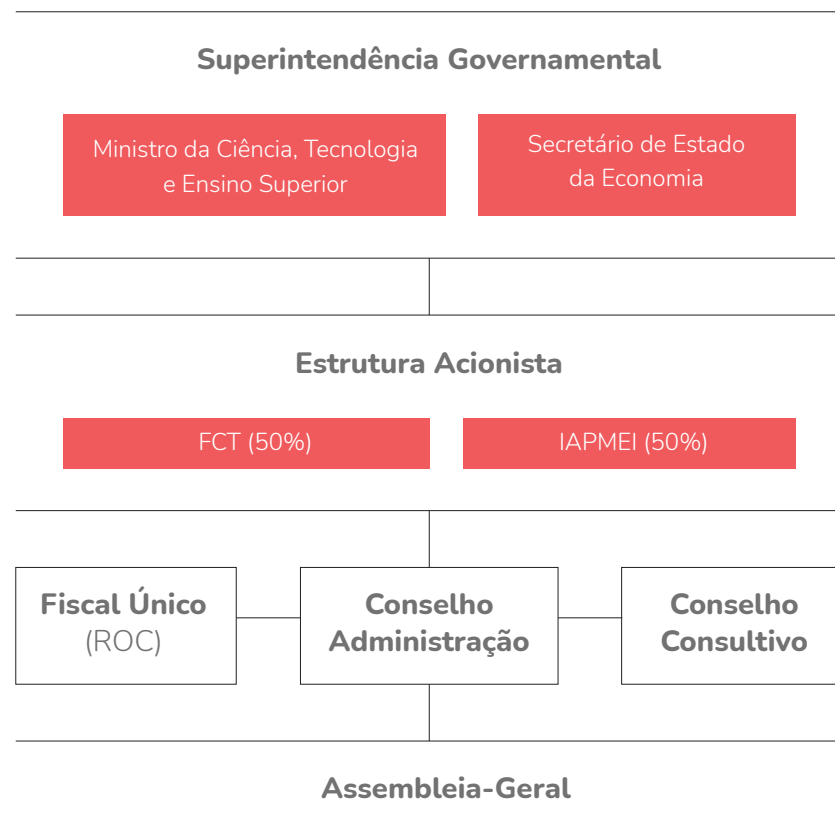 Superintendência Governamental
Ministro da Ciência, Tecnologia
e Ensino Superior
Secretário de Estado
da Economia
Estrutura Acionista
FCT (50%)
IAPMEI (50%)
Fiscal Único
(ROC)
Conselho
Administração
Conselho
Consultivo
Assembleia-Geral